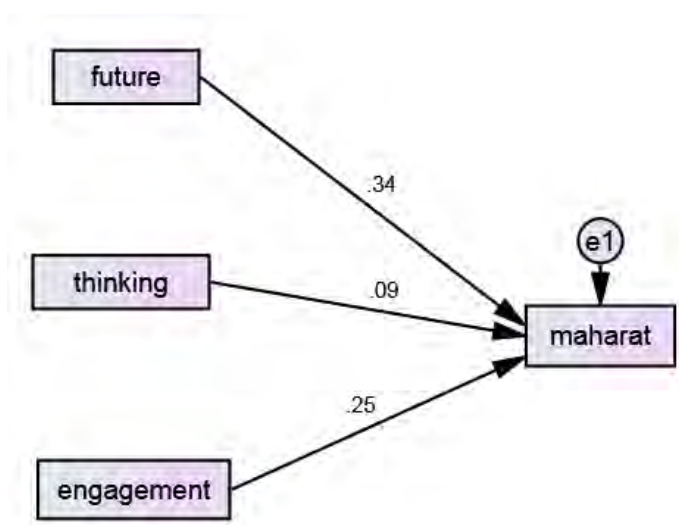 future
.34
e1
thinking
.09
maharat
.25
engagement